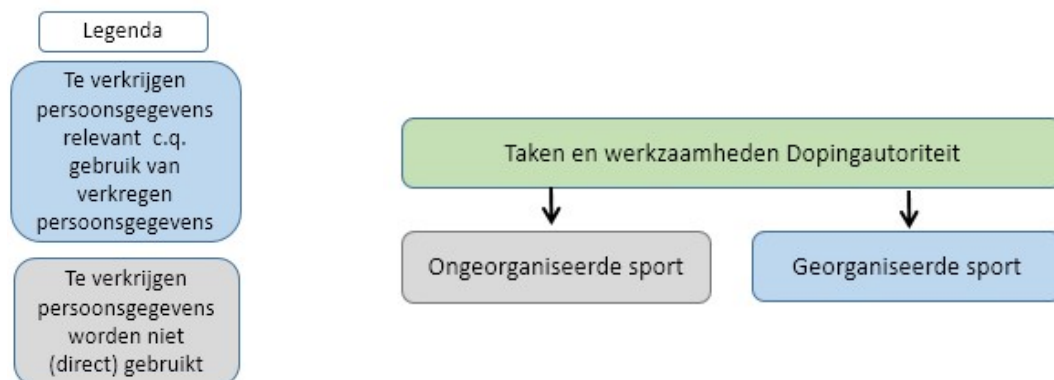 Legenda
Te verkrijgen
persoonsgegevens
relevant c.q.
gebruik van
verkregen
persoonsgegevens
Te verkrijgen
persoonsgegevens
worden niet
(direct) gebruikt
Taken en werkzaamheden Dopingautoriteit
Ongeorganiseerde sport
Georganiseerde sport